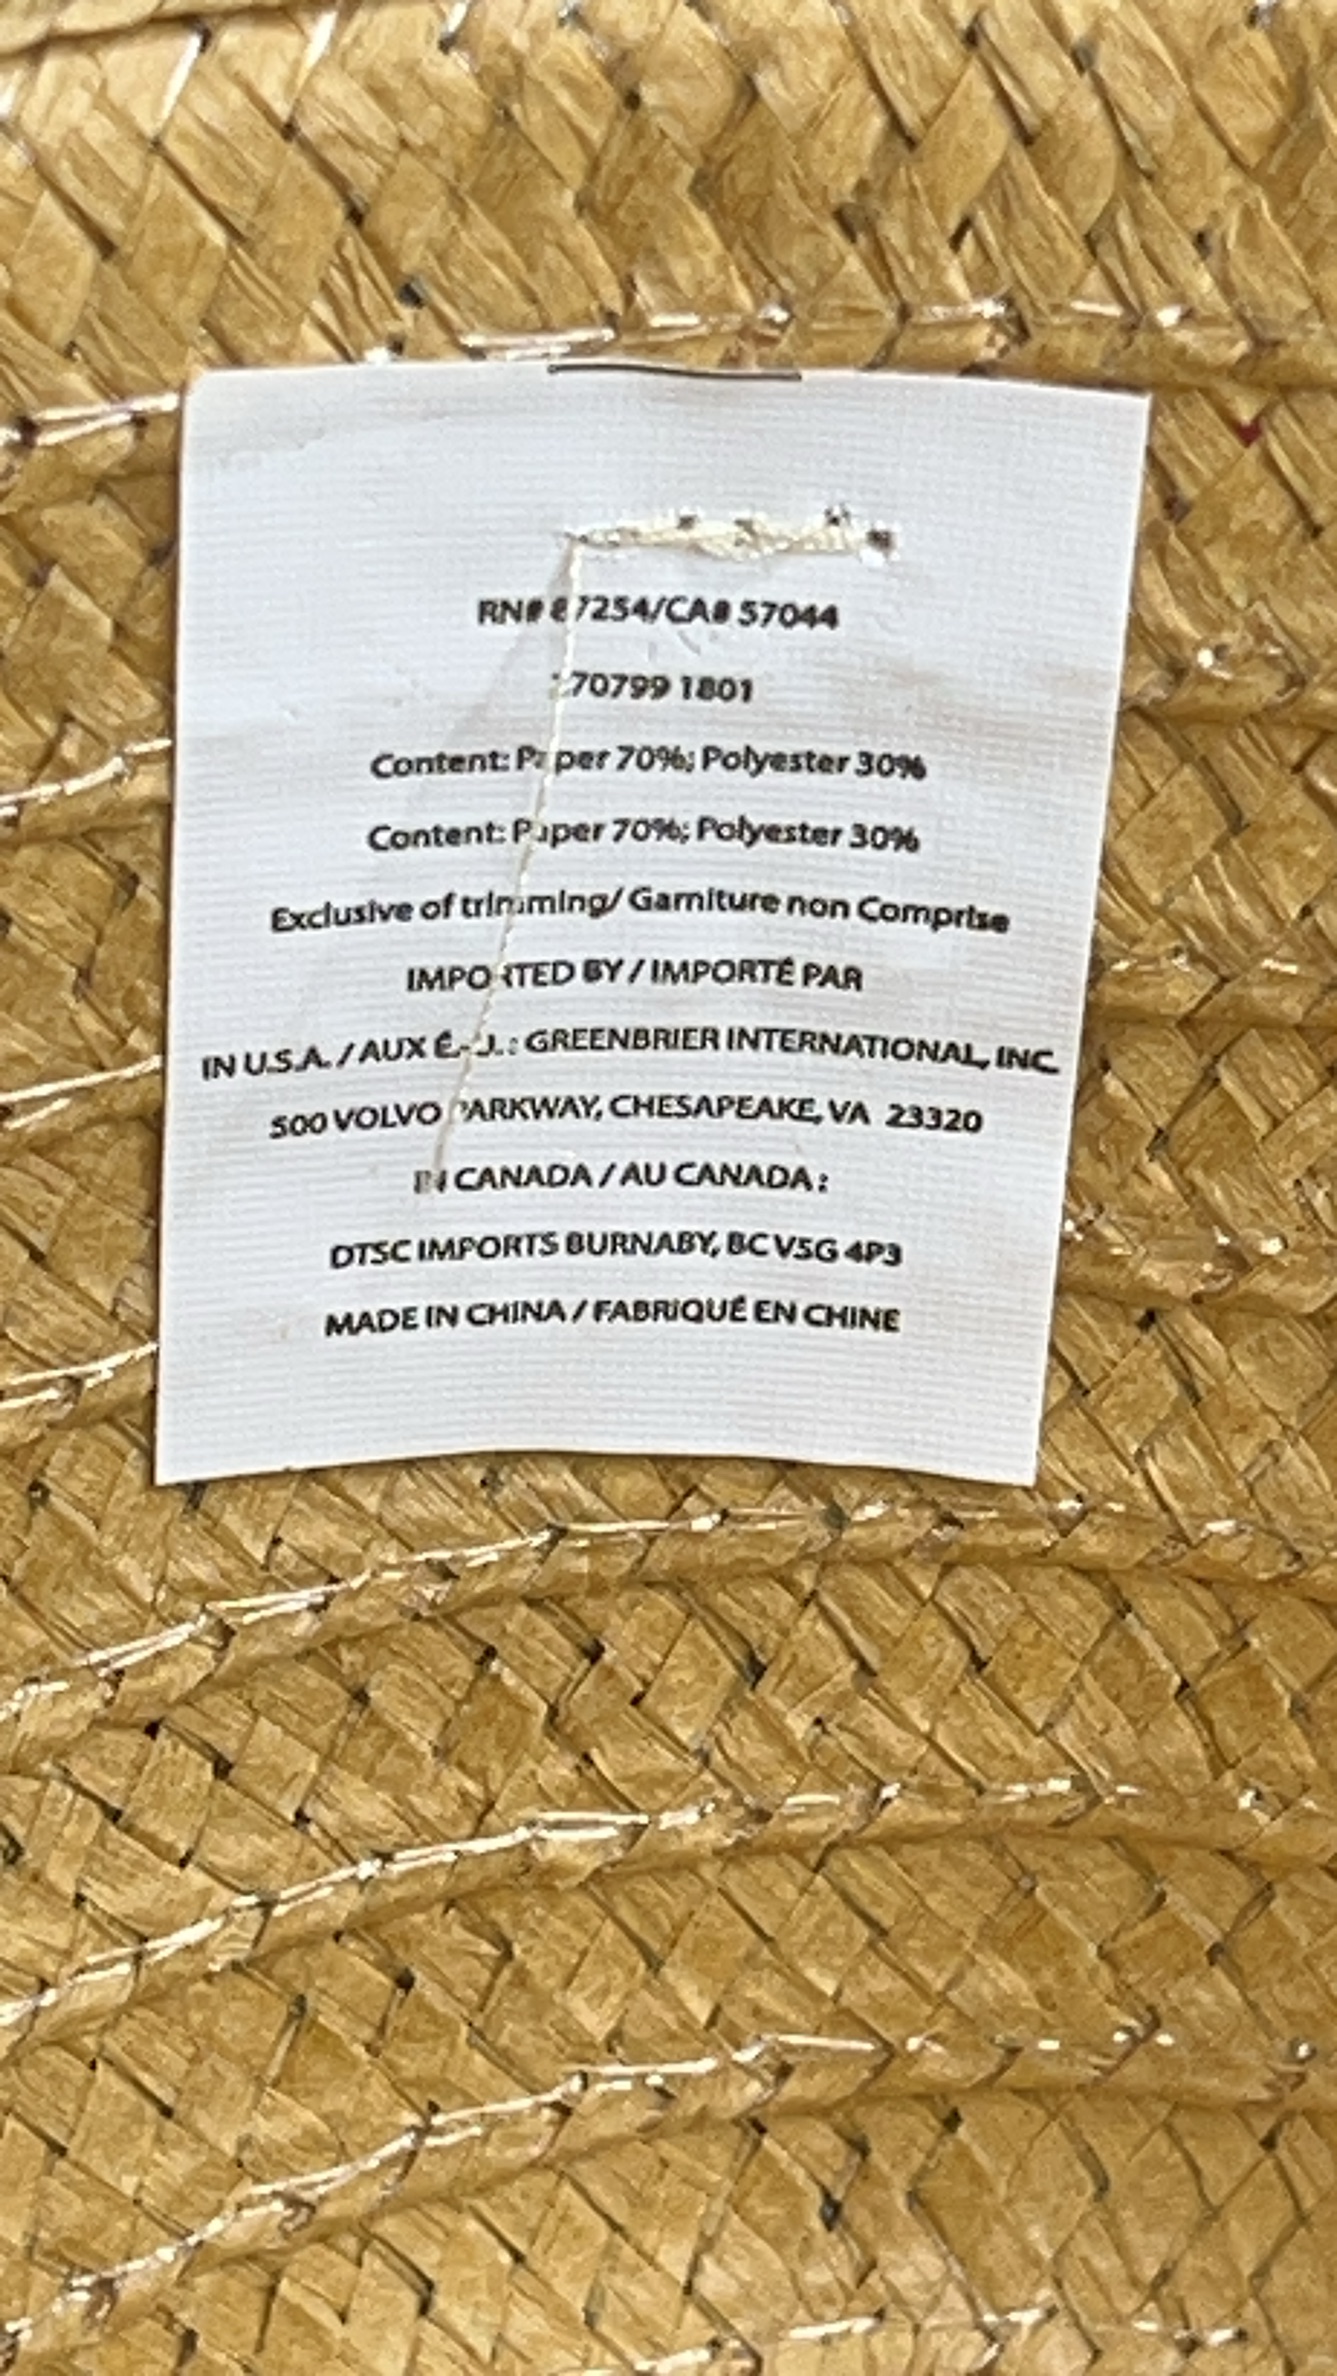 RN# 87254/CA# 57044
70799 1801
Content: Paper 70%; Polyester 30%
Content: Paper 70%; Polyester 30%
Exclusive of trimming/ Garniture non Comprise
IMPORTED BY / IMPORTÉ PAR
IN U.S.A. / AUX É.-U. : GREENBRIER INTERNATIONAL, INC.
500 VOLVO PARKWAY, CHESAPEAKE, VA 23320
IN CANADA / AU CANADA :
DTSC IMPORTS BURNABY, BC V5G 4P3
MADE IN CHINA / FABRIQUÉ EN CHINE